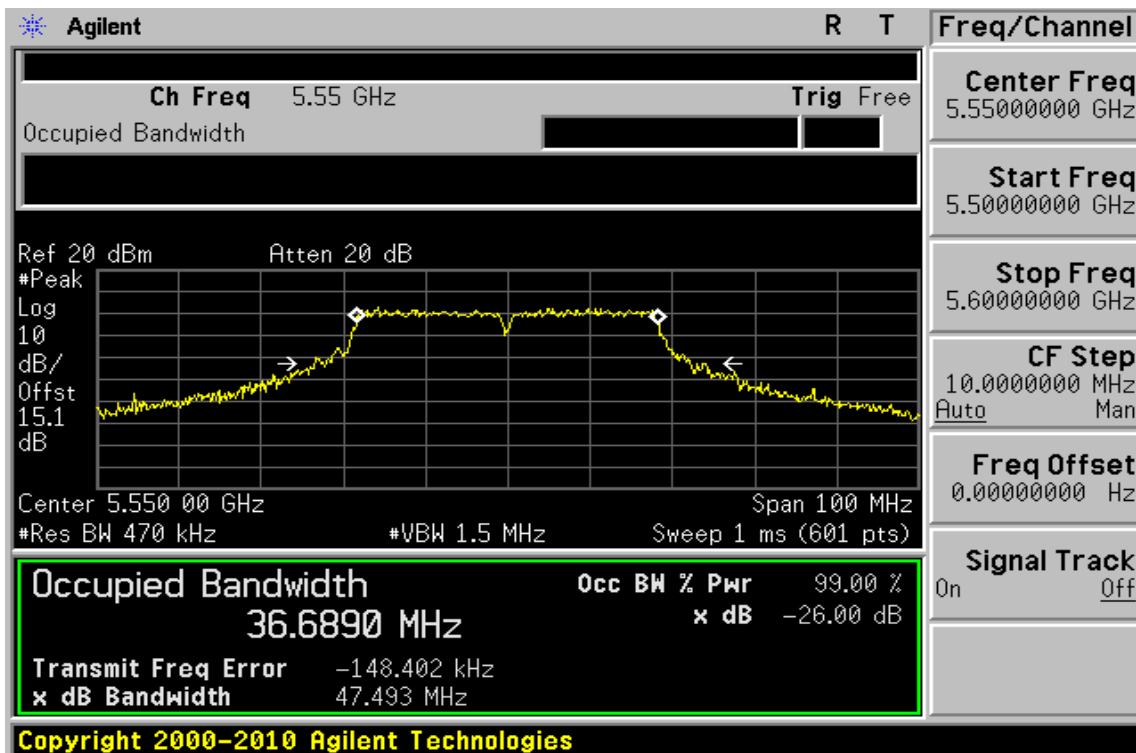 Agilent R T Freq/Channel
Ch Freq 5.55 GHz Trig Free
Occupied Bandwidth
Center Freq
5.55000000 GHz
Start Freq
5.50000000 GHz
Stop Freq
5.60000000 GHz
CF Step
10.0000000 MHz
Auto Man
Freq Offset
0.00000000 Hz
Signal Track
On Off
Ref 20 dBm Atten 20 dB
#Peak
Log
10
dB/
Offst
15.1
dB
Center 5.550 00 GHz Span 100 MHz
#Res BW 470 kHz #VBW 1.5 MHz Sweep 1 ms (601 pts)
Occupied Bandwidth Occ BW % Pwr 99.00 %
36.6890 MHz x dB -26.00 dB
Transmit Freq Error -148.402 kHz
x dB Bandwidth 47.493 MHz
Copyright 2000-2010 Agilent Technologies